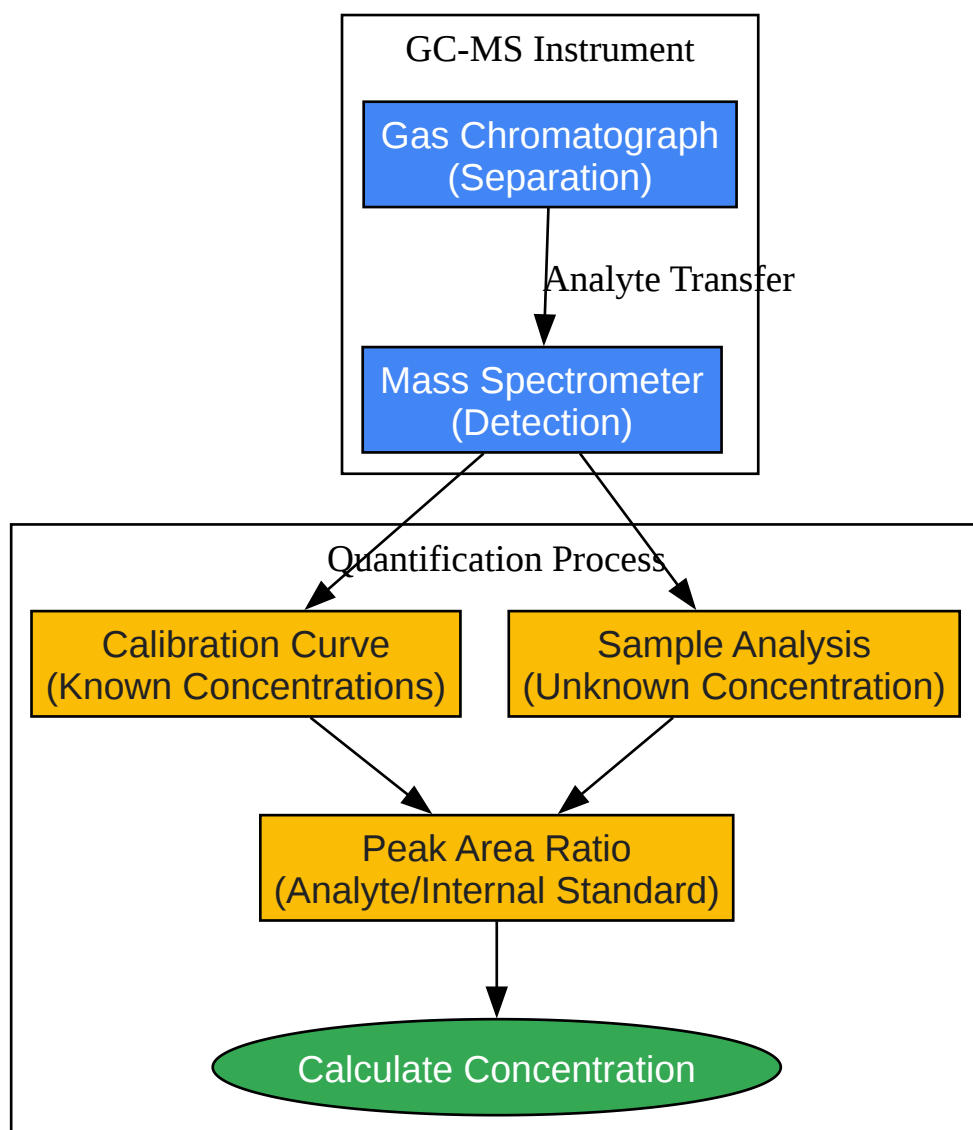 GC-MS Instrument
Gas Chromatograph
(Separation)
Analyte Transfer
Mass Spectrometer
(Detection)
Quantification Process
Calibration Curve
(Known Concentrations)
Sample Analysis
(Unknown Concentration)
Peak Area Ratio
(Analyte/Internal Standard)
Calculate Concentration